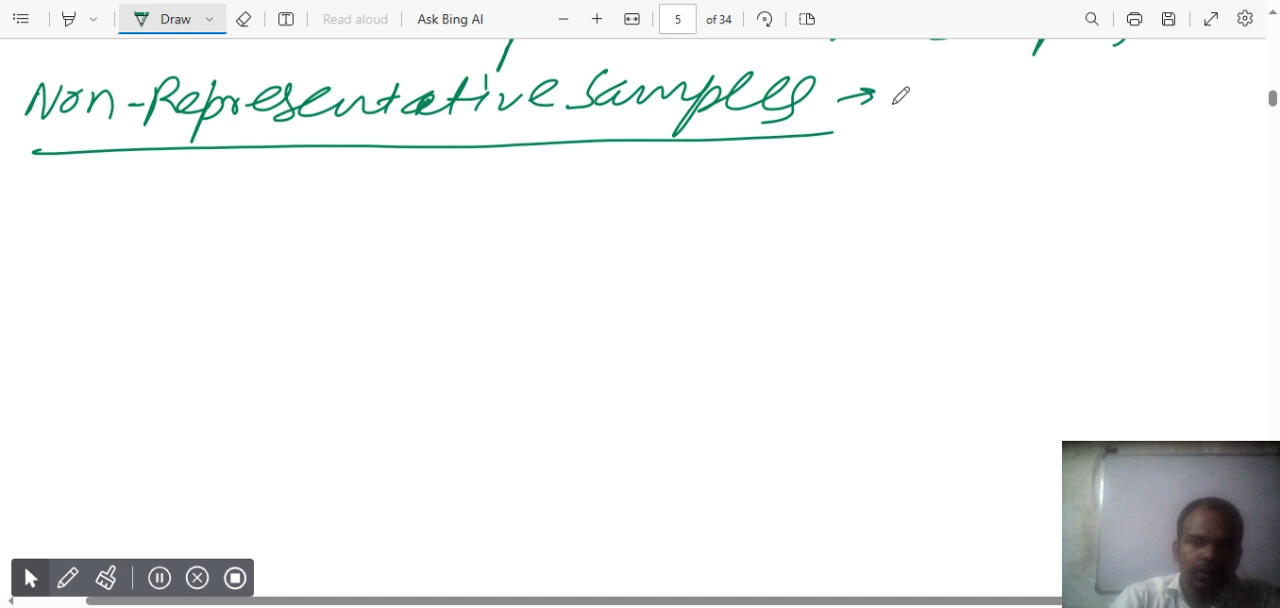 Draw
Read aloud
Ask Bing AI
5
of 34
Non-Representative Samples →